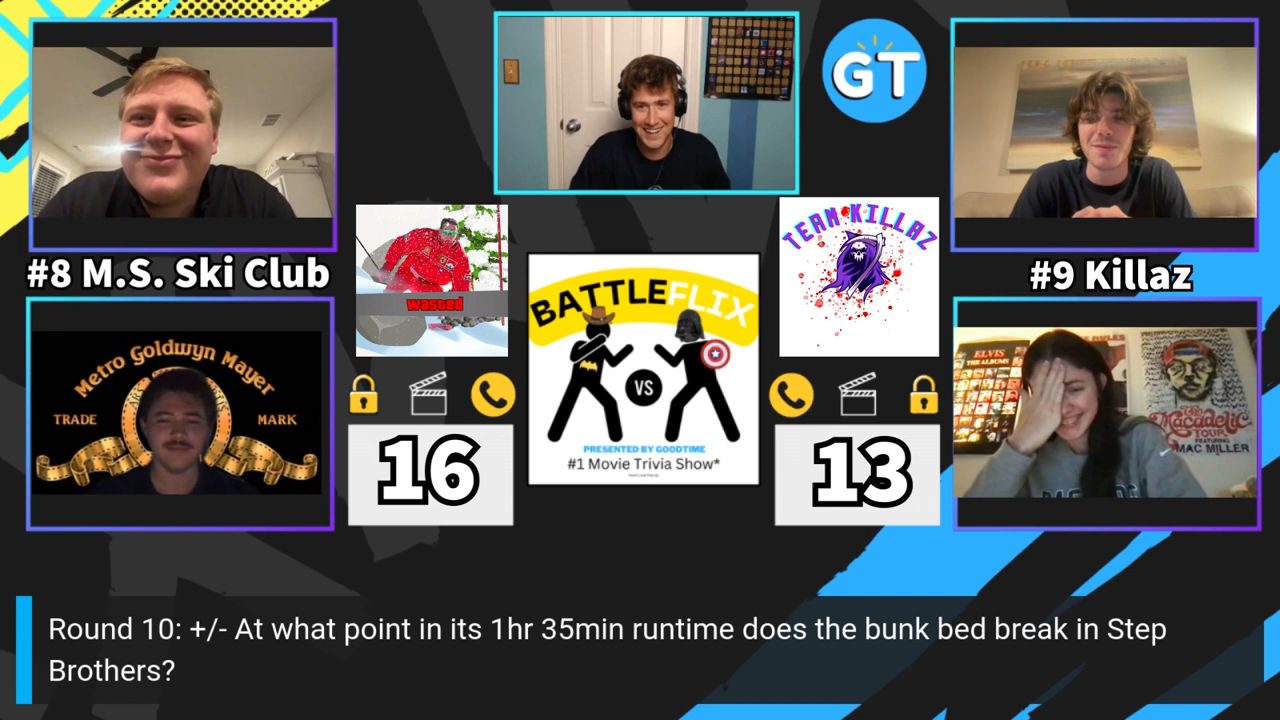 GT
TEAM KILLAZ
#8 M.S. Ski Club
#9 Killaz
wasted
BATTLEFLIX
VS
PRESENTED BY GOODTIME
#1 Movie Trivia Show*
Metro Goldwyn Mayer
TRADE MARK
ELVIS
THE ALBUMS
Macadelic
TOUR
FEATURING
MAC MILLER
16
13
Round 10: +/- At what point in its 1hr 35min runtime does the bunk bed break in Step
Brothers?